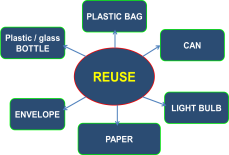 PLASTIC BAG
Plastic / glass
BOTTLE
CAN
REUSE
ENVELOPE
LIGHT BULB
PAPER